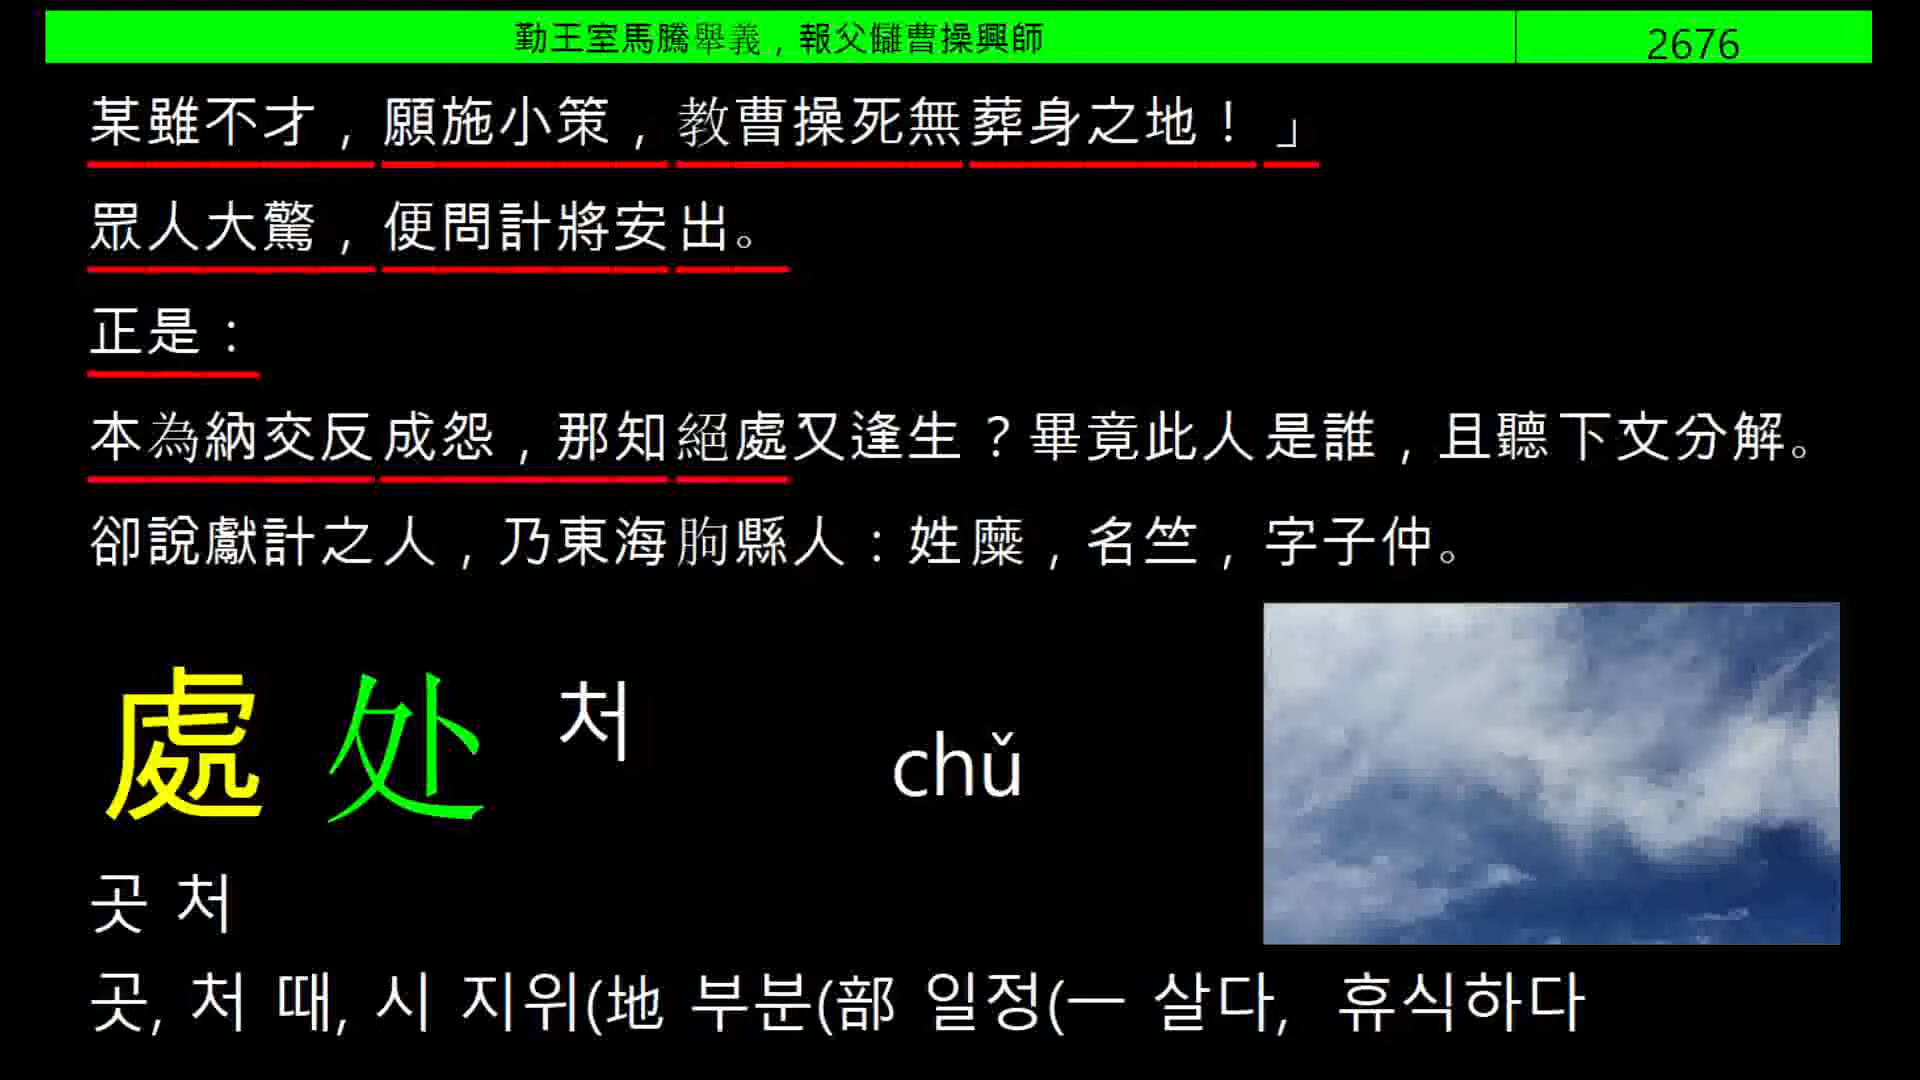 勤王室馬騰舉義，報父讎曹操興師
2676
某雖不才，願施小策，教曹操死無葬身之地！」
眾人大驚，便問計將安出。
正是：
本為納交反成怨，那知絕處又逢生？畢竟此人是誰，且聽下文分解。
卻說獻計之人，乃東海朐縣人：姓糜，名竺，字子仲。
處 处 처 chǔ
곳 처
곳, 처 때, 시 지위(地 부분(部 일정(一 살다, 휴식하다